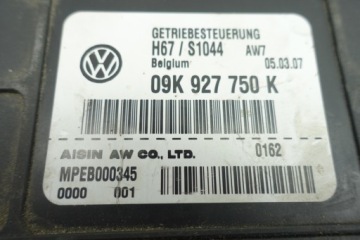 GETRIEBESTEUERUNG
H67 / S1044 AW7
Belgium 05.03.07
09K 927 750 K
AISIN AW CO., LTD. 0162
MPEB000345
0000 001